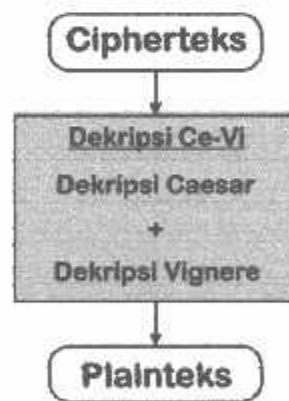 Cipherteks
Dekripsi Ce-Vi
Dekripsi Caesar
+
Dekripsi Vignere
Plainteks